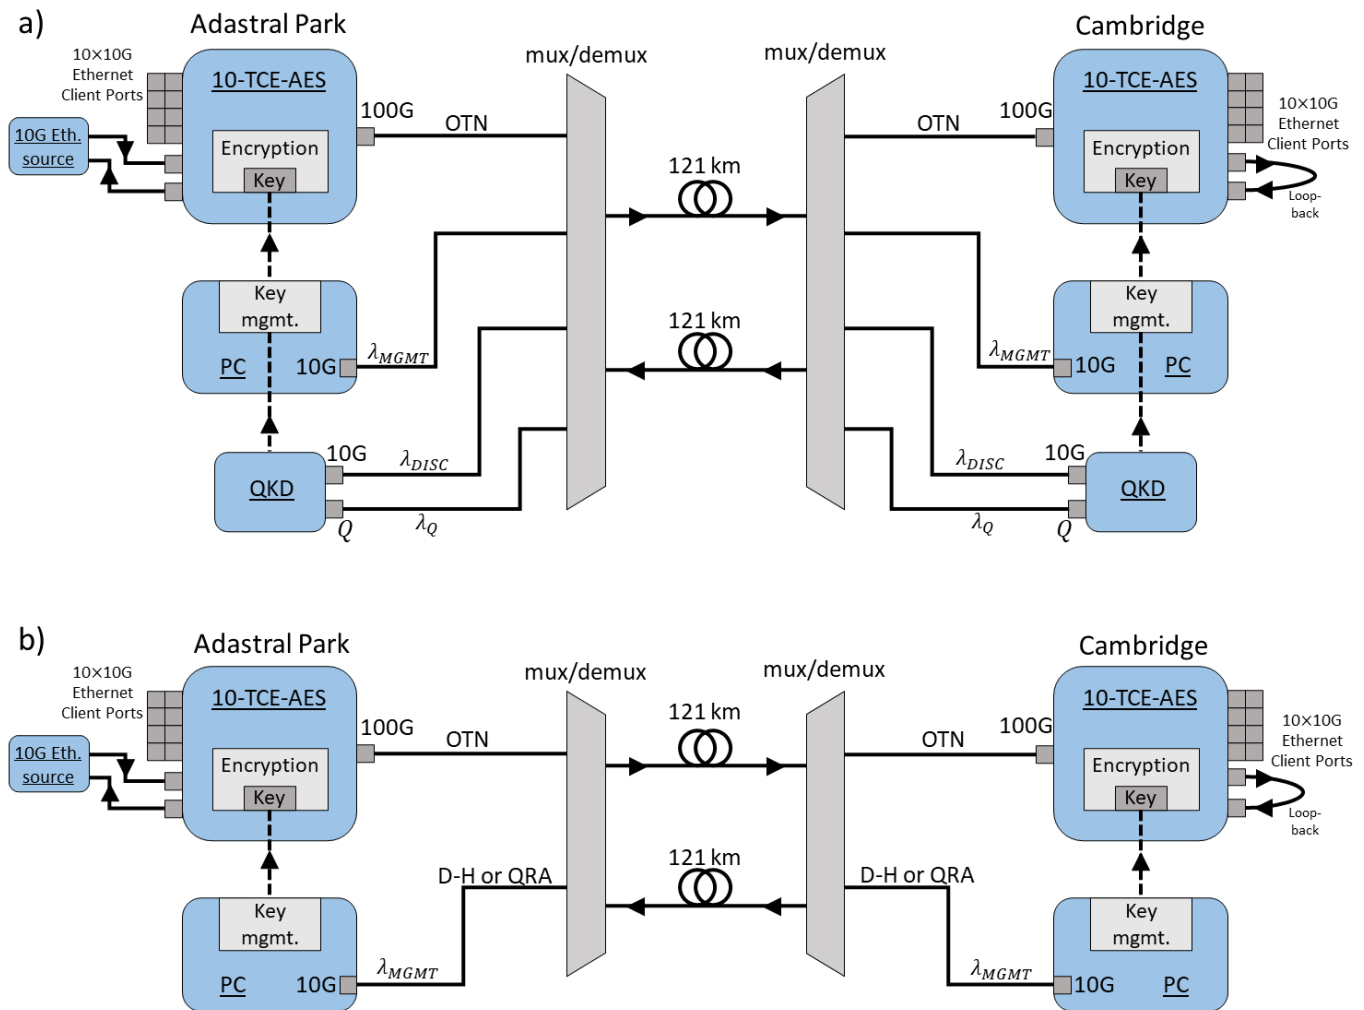 a)
Adastral Park
Cambridge
mux/demux
mux/demux
10×10G
Ethernet
Client Ports
10-TCE-AES
100G
OTN
OTN
100G
10-TCE-AES
10×10G
Ethernet
Client Ports
10G Eth.
source
Encryption
Key
121 km
Encryption
Key
Loop-
back
Key
mgmt.
PC
10G
λMGMT
121 km
λMGMT
10G
Key
mgmt.
PC
10G
λDISC
λDISC
10G
QKD
Q
λQ
λQ
Q
QKD
b)
Adastral Park
Cambridge
mux/demux
mux/demux
10×10G
Ethernet
Client Ports
10-TCE-AES
100G
OTN
121 km
OTN
100G
10-TCE-AES
10×10G
Ethernet
Client Ports
10G Eth.
source
Encryption
Key
Encryption
Key
Loop-
back
D-H or QRA
121 km
D-H or QRA
Key
mgmt.
PC
10G
λMGMT
λMGMT
10G
Key
mgmt.
PC